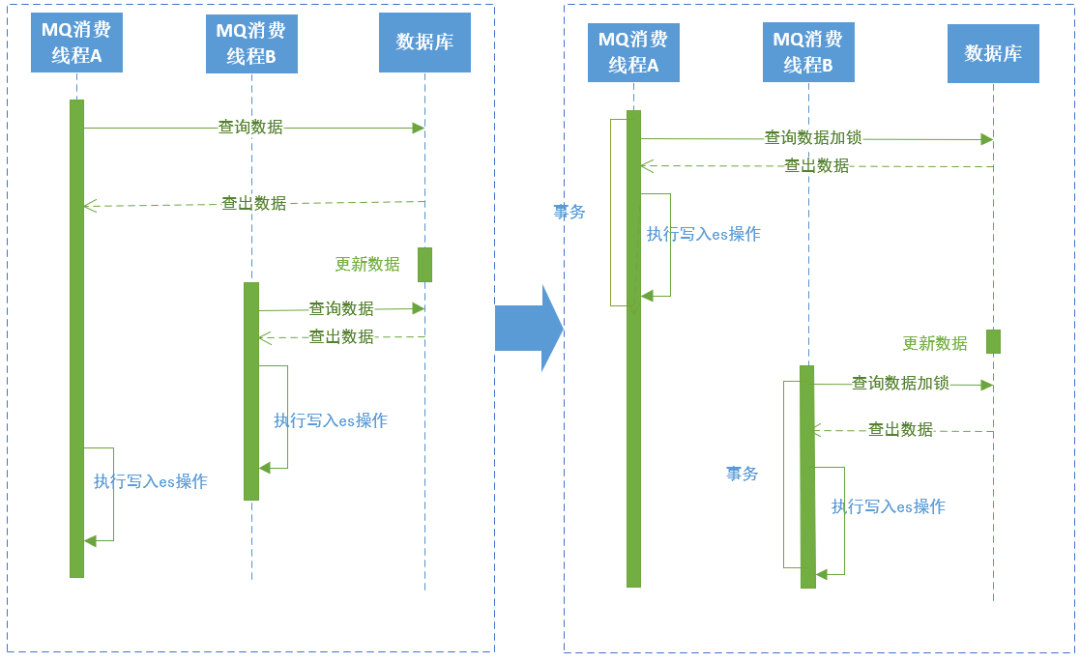 MQ消费
线程A
MQ消费
线程B
数据库
查询数据
查出数据
更新数据
查询数据
查出数据
执行写入es操作
执行写入es操作
MQ消费
线程A
MQ消费
线程B
数据库
查询数据加锁
查出数据
事务
执行写入es操作
更新数据
查询数据加锁
查出数据
事务
执行写入es操作